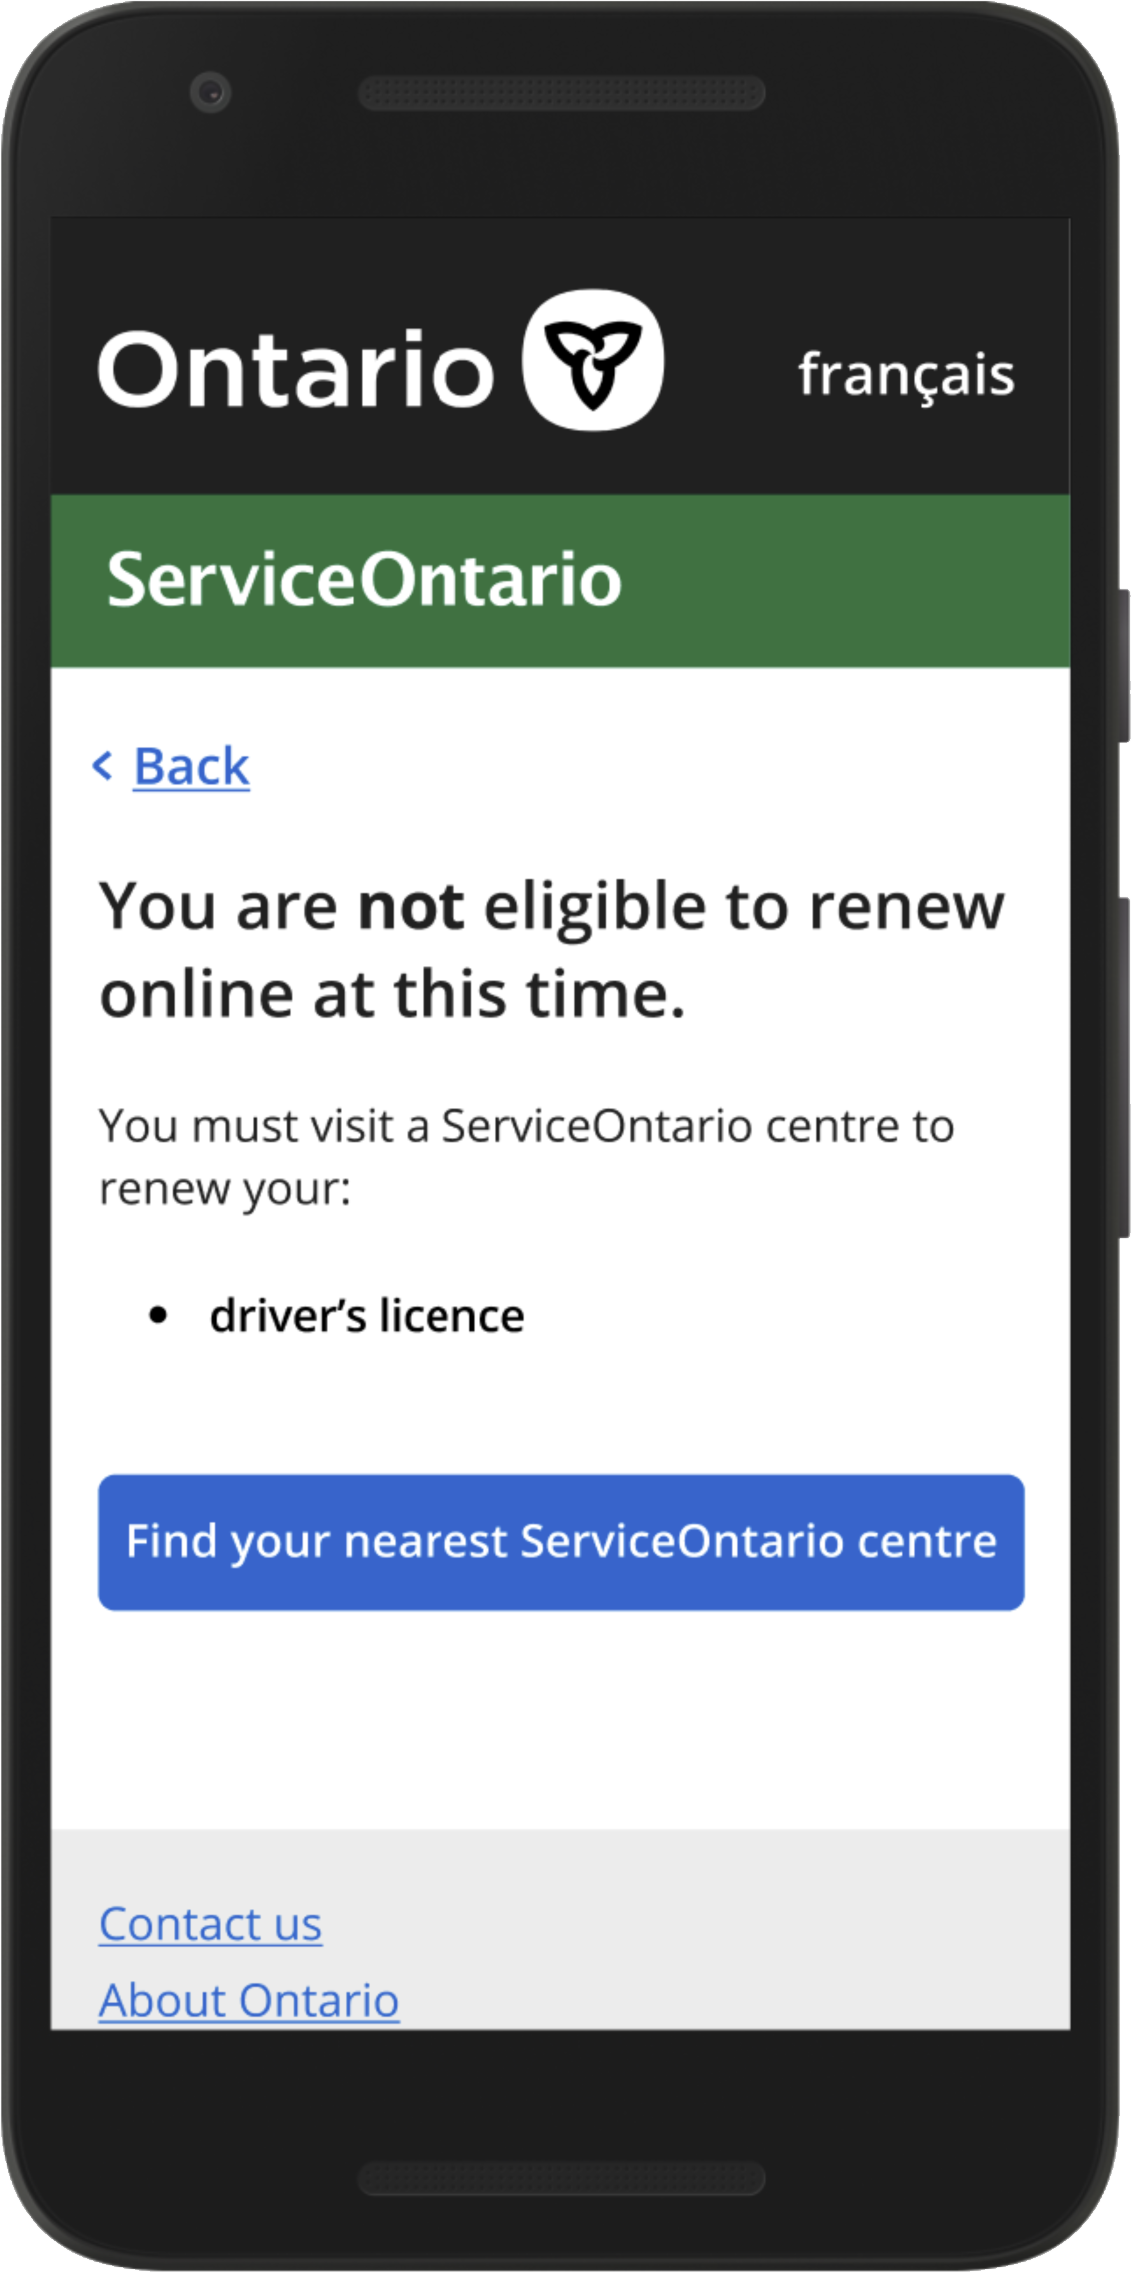 Ontario
français
ServiceOntario
< Back
You are not eligible to renew
online at this time.
You must visit a ServiceOntario centre to
renew your:
• driver’s licence
Find your nearest ServiceOntario centre
Contact us
About Ontario